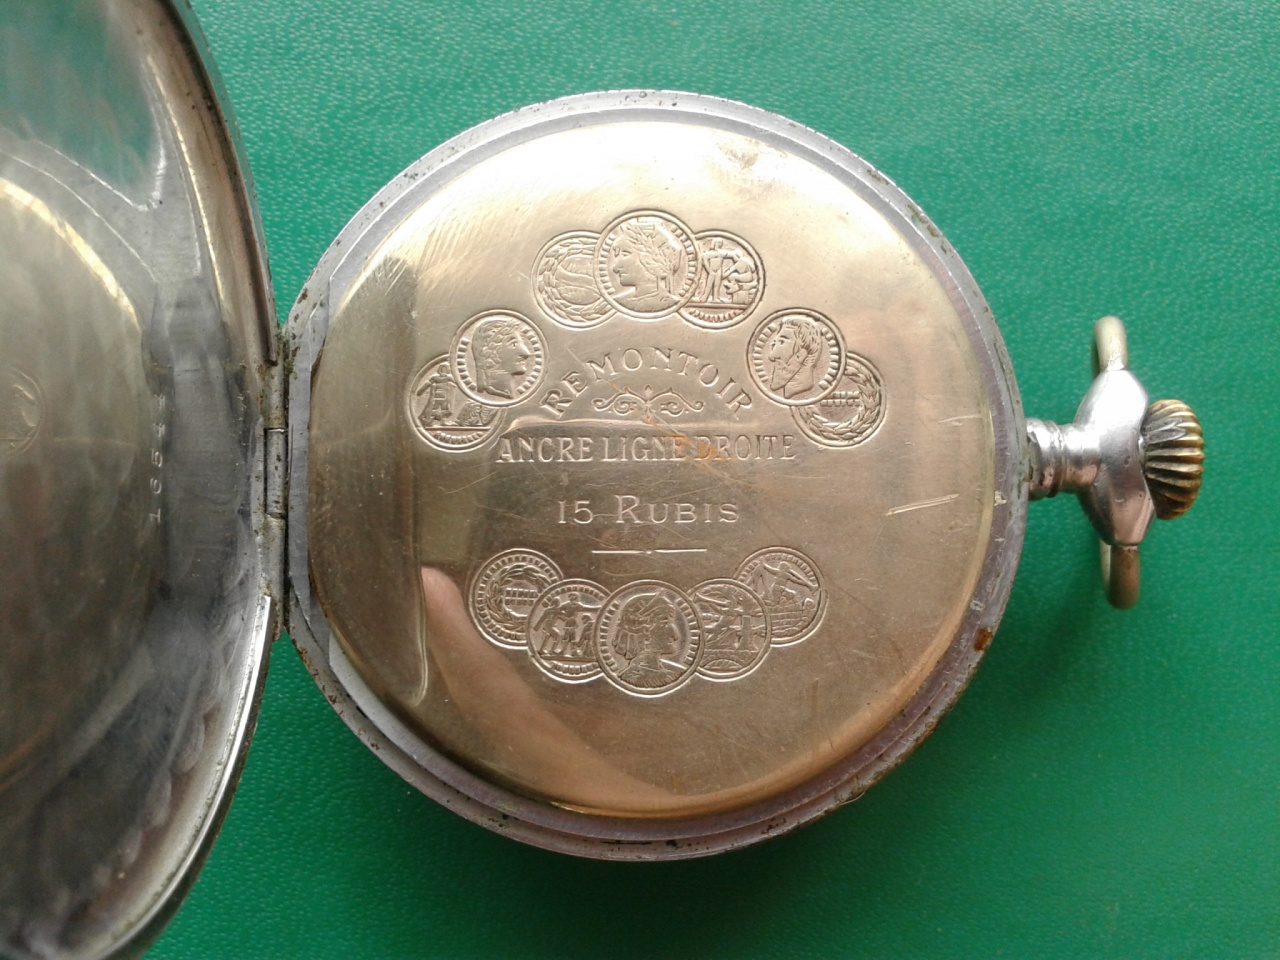 REMONTOIR
ANCRE LIGNE DROITE
15 RUBIS